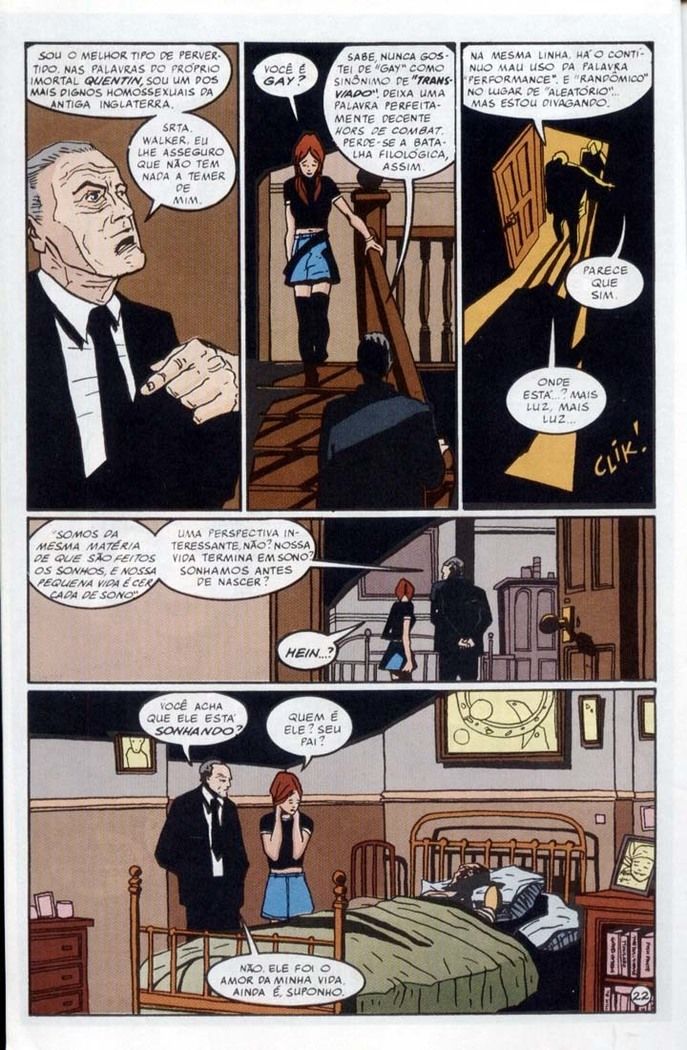 SOU O MELHOR TIPO DE PERVER-
TIDO. NAS PALAVRAS DO PRÓPRIO
IMORTAL QUENTIN, SOU UM DOS
MAIS DIGNOS HOMOSSEXUAIS DA
ANTIGA INGLATERRA.
SRTA.
WALKER, EU
LHE ASSEGURO
QUE NÃO TEM
NADA A TEMER
DE
MIM.
VOCÊ É
GAY?
SABE, NUNCA GOS-
TEI DE "GAY" COMO
SINÔNIMO DE "TRANS-
VIADO". DEIXA UMA
PALAVRA PERFEITA-
MENTE DECENTE
HORS DE COMBAT.
PERDE-SE A BATA-
LHA FILOLÓGICA,
ASSIM.
NA MESMA LINHA, HÁ O CONTÍ-
NUO MAU USO DA PALAVRA
"PERFORMANCE". E "RANDÔMICO"
NO LUGAR DE "ALEATÓRIO"...
MAS ESTOU DIVAGANDO.
PARECE
QUE
SIM.
ONDE
ESTÁ...? MAIS
LUZ, MAIS
LUZ...
CLIK!
"SOMOS DA
MESMA MATÉRIA
DE QUE SÃO FEITOS
OS SONHOS, E NOSSA
PEQUENA VIDA É CER-
CADA DE SONO".
UMA PERSPECTIVA IN-
TERESSANTE, NÃO? NOSSA
VIDA TERMINA EM SONO?
SONHAMOS ANTES
DE NASCER?
HEIN...?
VOCÊ ACHA
QUE ELE ESTÁ
SONHANDO?
QUEM É
ELE? SEU
PAI?
NÃO. ELE FOI O
AMOR DA MINHA VIDA.
AINDA É, SUPONHO.
22